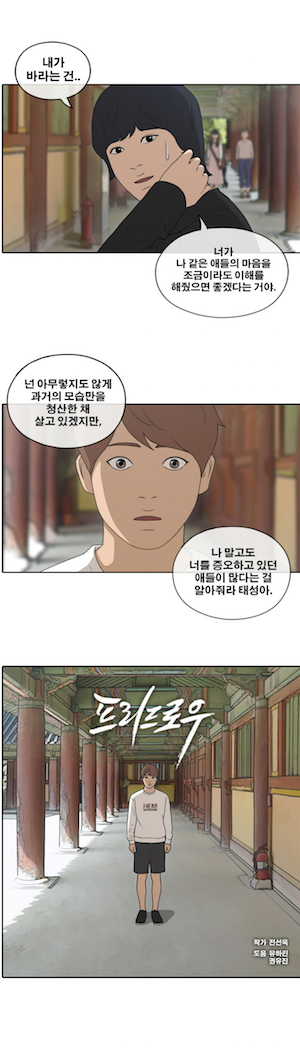 내가
바라는 건..
너가
나 같은 애들의 마음을
조금이라도 이해를
해줬으면 좋겠다는 거야.
넌 아무렇지도 않게
과거의 모습만을
청산한 채
살고 있겠지만,
나 말고도
너를 증오하고 있던
애들이 많다는 걸
알아줘라 태성아.
프리드로우
HEM
작가 전선욱
도움 유하린
권유진